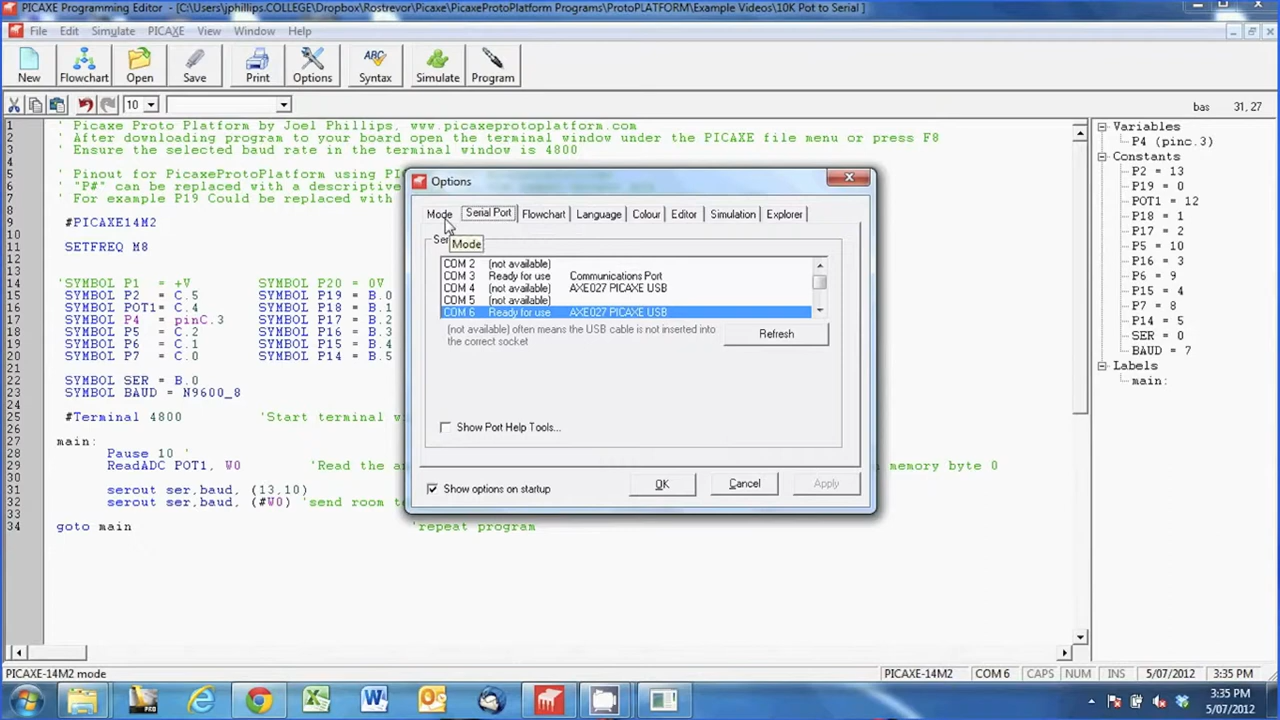 PICAXE Programming Editor - [C:\Users\jphillips.COLLEGE\Dropbox\Rostrevor\Picaxe\PicaxeProtoPlatform Programs\ProtoPLATFORM\Example Videos\10K Pot to Serial ]
File Edit Simulate PICAXE View Window Help
New Flowchart Open Save Print Options Syntax Simulate Program
ABC
10
bas 31, 27
1 ' Picaxe Proto Platform by Joel Phillips, www.picaxeprotoplatform.com
2 ' After downloading program to your board open the terminal window under the PICAXE file menu or press F8
3 ' Ensure the selected baud rate in the terminal window is 4800
4
5 ' Pinout for PicaxeProtoPlatform using PI
6 ' "P#" can be replaced with a descriptive
7 ' For example P19 Could be replaced with
9 #PICAXE14M2
10
11 SETFREQ M8
12
14 'SYMBOL P1 = +V SYMBOL P20 = 0V
15 SYMBOL P2 = C.5 SYMBOL P19 = B.0
16 SYMBOL POT1= C.4 SYMBOL P18 = B.1
17 SYMBOL P4 = pinC.3 SYMBOL P17 = B.2
18 SYMBOL P5 = C.2 SYMBOL P16 = B.3
19 SYMBOL P6 = C.1 SYMBOL P15 = B.4
20 SYMBOL P7 = C.0 SYMBOL P14 = B.5
22 SYMBOL SER = B.0
23 SYMBOL BAUD = N9600_8
24
25 #Terminal 4800 'Start terminal w
27 main:
28 Pause 10 '
29 ReadADC POT1, W0 'Read the a
memory byte 0
30
31 serout ser,baud, (13,10)
32 serout ser,baud, (#W0) 'send room t
33
34 goto main 'repeat program
Options
Mode Serial Port Flowchart Language Colour Editor Simulation Explorer
Ser
Mode
COM 2 (not available)
COM 3 Ready for use Communications Port
COM 4 (not available) AXE027 PICAXE USB
COM 5 (not available)
COM 6 Ready for use AXE027 PICAXE USB
(not available) often means the USB cable is not inserted into
the correct socket
Refresh
Show Port Help Tools...
Show options on startup
OK Cancel Apply
Variables
P4 (pinc.3)
Constants
P2 = 13
P19 = 0
POT1 = 12
P18 = 1
P17 = 2
P5 = 10
P16 = 3
P6 = 9
P15 = 4
P7 = 8
P14 = 5
SER = 0
BAUD = 7
Labels
main:
PICAXE-14M2 mode
PICAXE-14M2 COM 6 CAPS NUM INS 5/07/2012 3:35 PM
PRO
3:35 PM
5/07/2012